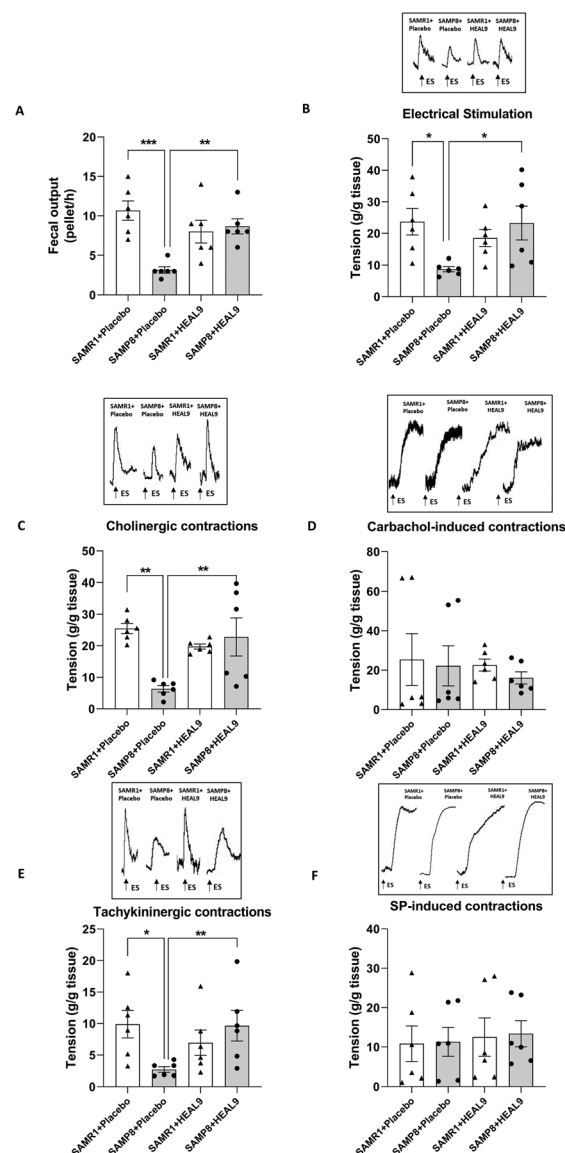 A
***
**
Fecal output
(pellet/h)
20
15
10
5
0
SAMR1+Placebo
SAMP8+Placebo
SAMR1+HEAL9
SAMP8+HEAL9
SAMR1+ SAMP8+ SAMR1+ SAMP8+
Placebo Placebo HEAL9 HEAL9
ES ES ES ES
B
Electrical Stimulation
*
*
Tension (g/g tissue)
50
40
30
20
10
0
SAMR1+Placebo
SAMP8+Placebo
SAMR1+HEAL9
SAMP8+HEAL9
SAMR1+ SAMP8+ SAMR1+ SAMP8+
Placebo Placebo HEAL9 HEAL9
ES ES ES ES
C
Cholinergic contractions
**
**
Tension (g/g tissue)
50
40
30
20
10
0
SAMR1+Placebo
SAMP8+Placebo
SAMR1+HEAL9
SAMP8+HEAL9
SAMR1+ SAMP8+ SAMR1+ SAMP8+
Placebo Placebo HEAL9 HEAL9
ES ES ES ES
D
Carbachol-induced contractions
Tension (g/g tissue)
80
60
40
20
0
SAMR1+Placebo
SAMP8+Placebo
SAMR1+HEAL9
SAMP8+HEAL9
SAMR1+ SAMP8+ SAMR1+ SAMP8+
Placebo Placebo HEAL9 HEAL9
ES ES ES ES
E
Tachykininergic contractions
*
**
Tension (g/g tissue)
25
20
15
10
5
0
SAMR1+Placebo
SAMP8+Placebo
SAMR1+HEAL9
SAMP8+HEAL9
SAMR1+ SAMP8+ SAMR1+ SAMP8+
Placebo Placebo HEAL9 HEAL9
ES ES ES ES
F
SP-induced contractions
Tension (g/g tissue)
40
30
20
10
0
SAMR1+Placebo
SAMP8+Placebo
SAMR1+HEAL9
SAMP8+HEAL9